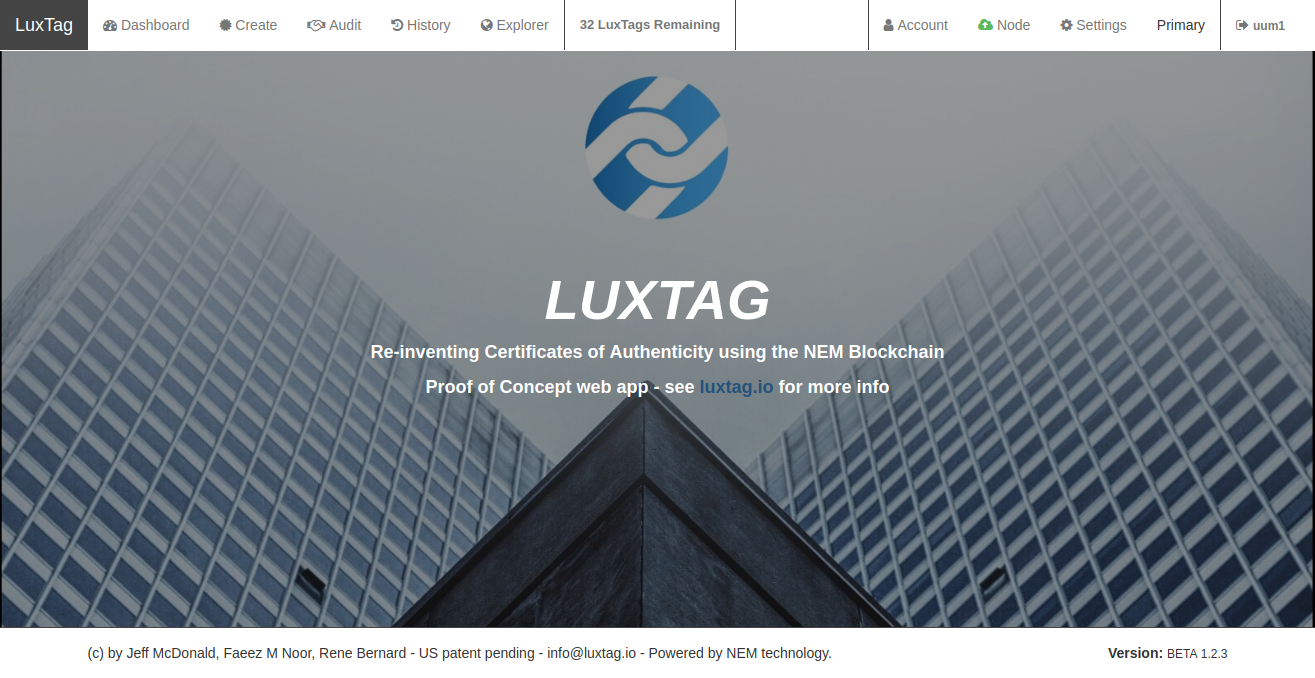 LuxTag Dashboard Create Audit History Explorer 32 LuxTags Remaining Account Node Settings Primary uum1
LUXTAG
Re-inventing Certificates of Authenticity using the NEM Blockchain
Proof of Concept web app - see luxtag.io for more info
(c) by Jeff McDonald, Faeez M Noor, Rene Bernard - US patent pending - info@luxtag.io - Powered by NEM technology. Version: BETA 1.2.3